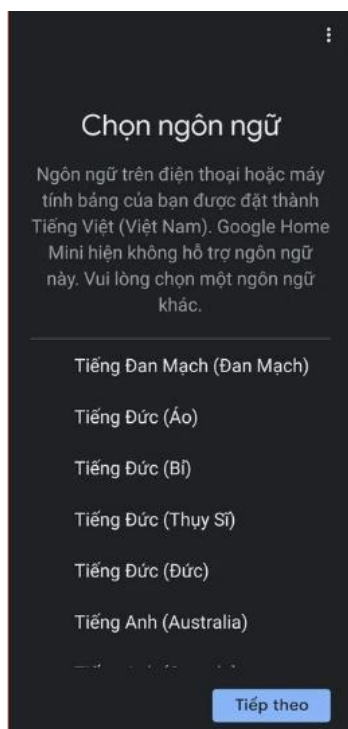 Chọn ngôn ngữ
Ngôn ngữ trên điện thoại hoặc máy
tính bảng của bạn được đặt thành
Tiếng Việt (Việt Nam). Google Home
Mini hiện không hỗ trợ ngôn ngữ
này. Vui lòng chọn một ngôn ngữ
khác.
Tiếng Đan Mạch (Đan Mạch)
Tiếng Đức (Áo)
Tiếng Đức (Bỉ)
Tiếng Đức (Thụy Sĩ)
Tiếng Đức (Đức)
Tiếng Anh (Australia)
Tiếp theo